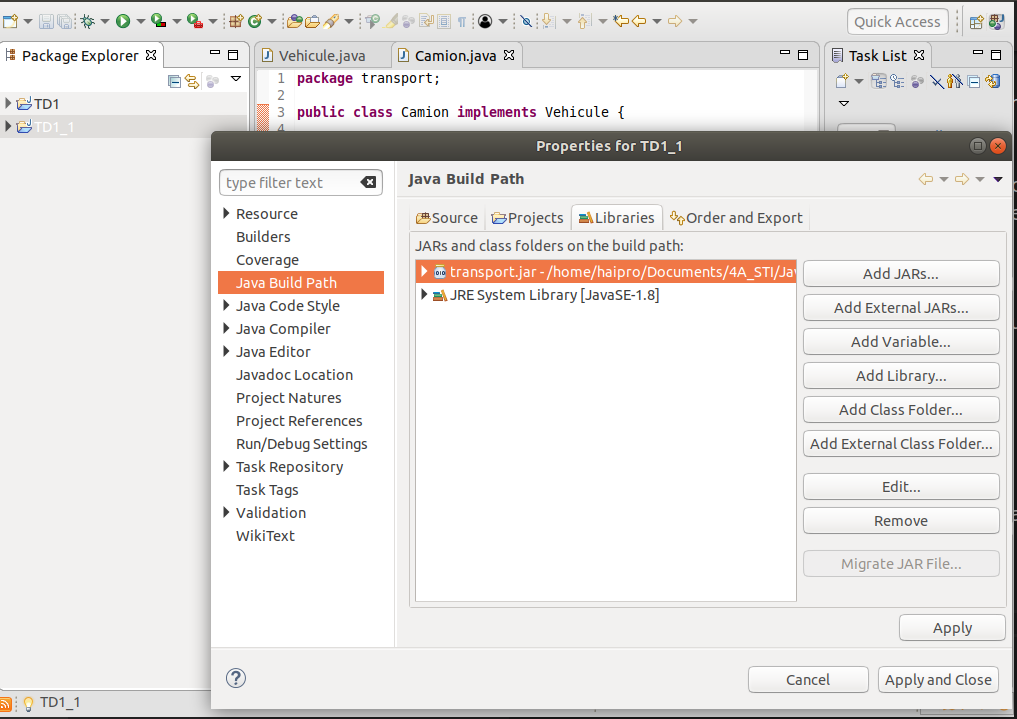 Quick Access
Package Explorer
Vehicule.java
Camion.java
Task List
1 package transport;
2
3 public class Camion implements Vehicule {
4
TD1
TD1_1
Properties for TD1_1
type filter text
Resource
Builders
Coverage
Java Build Path
Java Code Style
Java Compiler
Java Editor
Javadoc Location
Project Natures
Project References
Run/Debug Settings
Task Repository
Task Tags
Validation
WikiText
Java Build Path
Source
Projects
Libraries
Order and Export
JARs and class folders on the build path:
transport.jar - /home/haipro/Documents/4A_STI/Jav
JRE System Library [JavaSE-1.8]
Add JARs...
Add External JARs...
Add Variable...
Add Library...
Add Class Folder...
Add External Class Folder...
Edit...
Remove
Migrate JAR File...
Apply
Cancel
Apply and Close
TD1_1